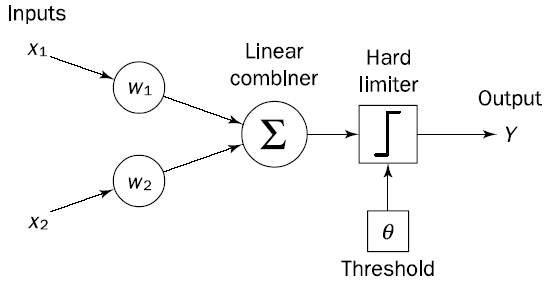 Inputs
x1
w1
Linear
combIner
Hard
limiter
Output
Σ
Y
w2
x2
θ
Threshold